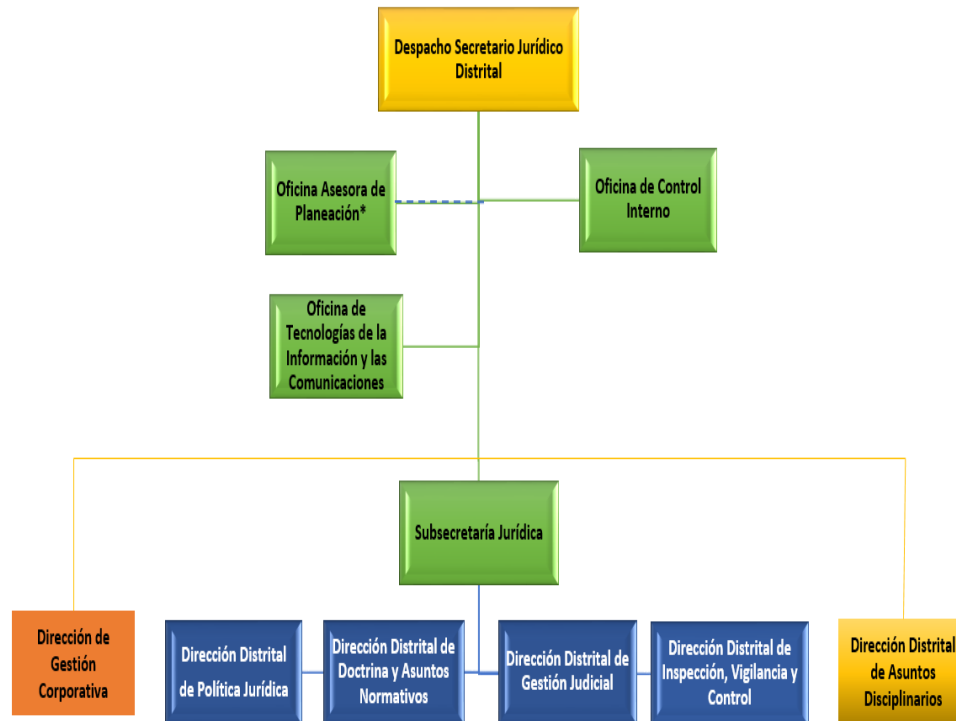 Despacho Secretario Jurídico
Distrital
Oficina Asesora de
Planeación*
Oficina de Control
Interno
Oficina de
Tecnologías de la
Información y las
Comunicaciones
Subsecretaría Jurídica
Dirección de
Gestión
Corporativa
Dirección Distrital
de Política Jurídica
Dirección Distrital de
Doctrina y Asuntos
Normativos
Dirección Distrital de
Gestión Judicial
Dirección Distrital de
Inspección, Vigilancia y
Control
Dirección Distrital
de Asuntos
Disciplinarios